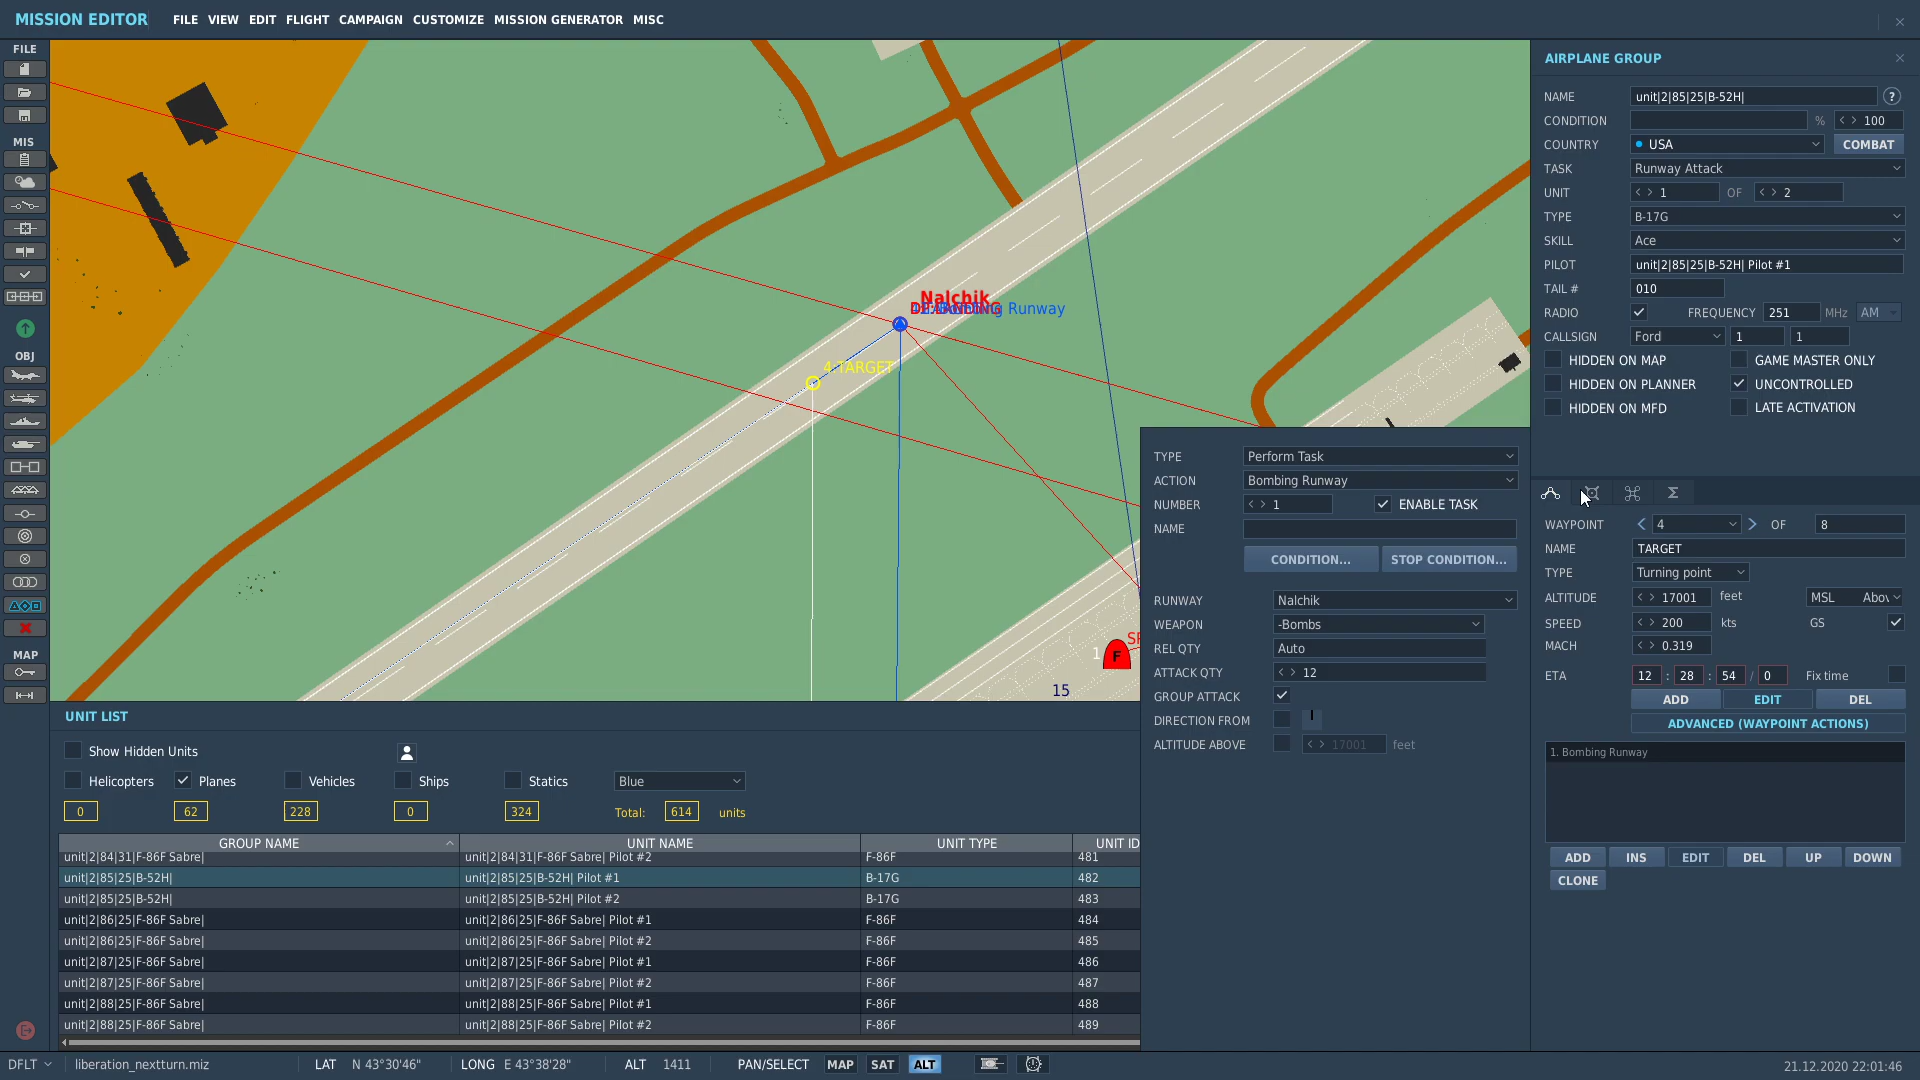 MISSION EDITOR
FILE VIEW EDIT FLIGHT CAMPAIGN CUSTOMIZE MISSION GENERATOR MISC
FILE
MIS
OBJ
MAP
Nalchik
Bombing Runway
4:TARGET
1
F
15
AIRPLANE GROUP
NAME unit|2|85|25|B-52H| ?
CONDITION % < > 100
COUNTRY USA COMBAT
TASK Runway Attack
UNIT < > 1 OF < > 2
TYPE B-17G
SKILL Ace
PILOT unit|2|85|25|B-52H| Pilot #1
TAIL # 010
RADIO FREQUENCY 251 MHz AM
CALLSIGN Ford 1 1
HIDDEN ON MAP GAME MASTER ONLY
HIDDEN ON PLANNER UNCONTROLLED
HIDDEN ON MFD LATE ACTIVATION
TYPE Perform Task
ACTION Bombing Runway
NUMBER < > 1 ENABLE TASK
NAME
CONDITION... STOP CONDITION...
RUNWAY Nalchik
WEAPON -Bombs
REL QTY Auto
ATTACK QTY < > 12
GROUP ATTACK
DIRECTION FROM
ALTITUDE ABOVE < > 17001 feet
WAYPOINT < 4 > OF 8
NAME TARGET
TYPE Turning point
ALTITUDE < > 17001 feet MSL Abov
SPEED < > 200 kts GS
MACH < > 0.319
ETA 12 : 28 : 54 / 0 Fix time
ADD EDIT DEL
ADVANCED (WAYPOINT ACTIONS)
1. Bombing Runway
ADD INS EDIT DEL UP DOWN
CLONE
UNIT LIST
Show Hidden Units
Helicopters Planes Vehicles Ships Statics Blue
0 62 228 0 324 Total: 614 units
GROUP NAME UNIT NAME UNIT TYPE UNIT ID
unit|2|84|31|F-86F Sabre| unit|2|84|31|F-86F Sabre| Pilot #2 F-86F 481
unit|2|85|25|B-52H| unit|2|85|25|B-52H| Pilot #1 B-17G 482
unit|2|85|25|B-52H| unit|2|85|25|B-52H| Pilot #2 B-17G 483
unit|2|86|25|F-86F Sabre| unit|2|86|25|F-86F Sabre| Pilot #1 F-86F 484
unit|2|86|25|F-86F Sabre| unit|2|86|25|F-86F Sabre| Pilot #2 F-86F 485
unit|2|87|25|F-86F Sabre| unit|2|87|25|F-86F Sabre| Pilot #1 F-86F 486
unit|2|87|25|F-86F Sabre| unit|2|87|25|F-86F Sabre| Pilot #2 F-86F 487
unit|2|88|25|F-86F Sabre| unit|2|88|25|F-86F Sabre| Pilot #1 F-86F 488
unit|2|88|25|F-86F Sabre| unit|2|88|25|F-86F Sabre| Pilot #2 F-86F 489
DFLT liberation_nextturn.miz LAT N 43°30'46" LONG E 43°38'28" ALT 1411 PAN/SELECT MAP SAT ALT 21.12.2020 22:01:46